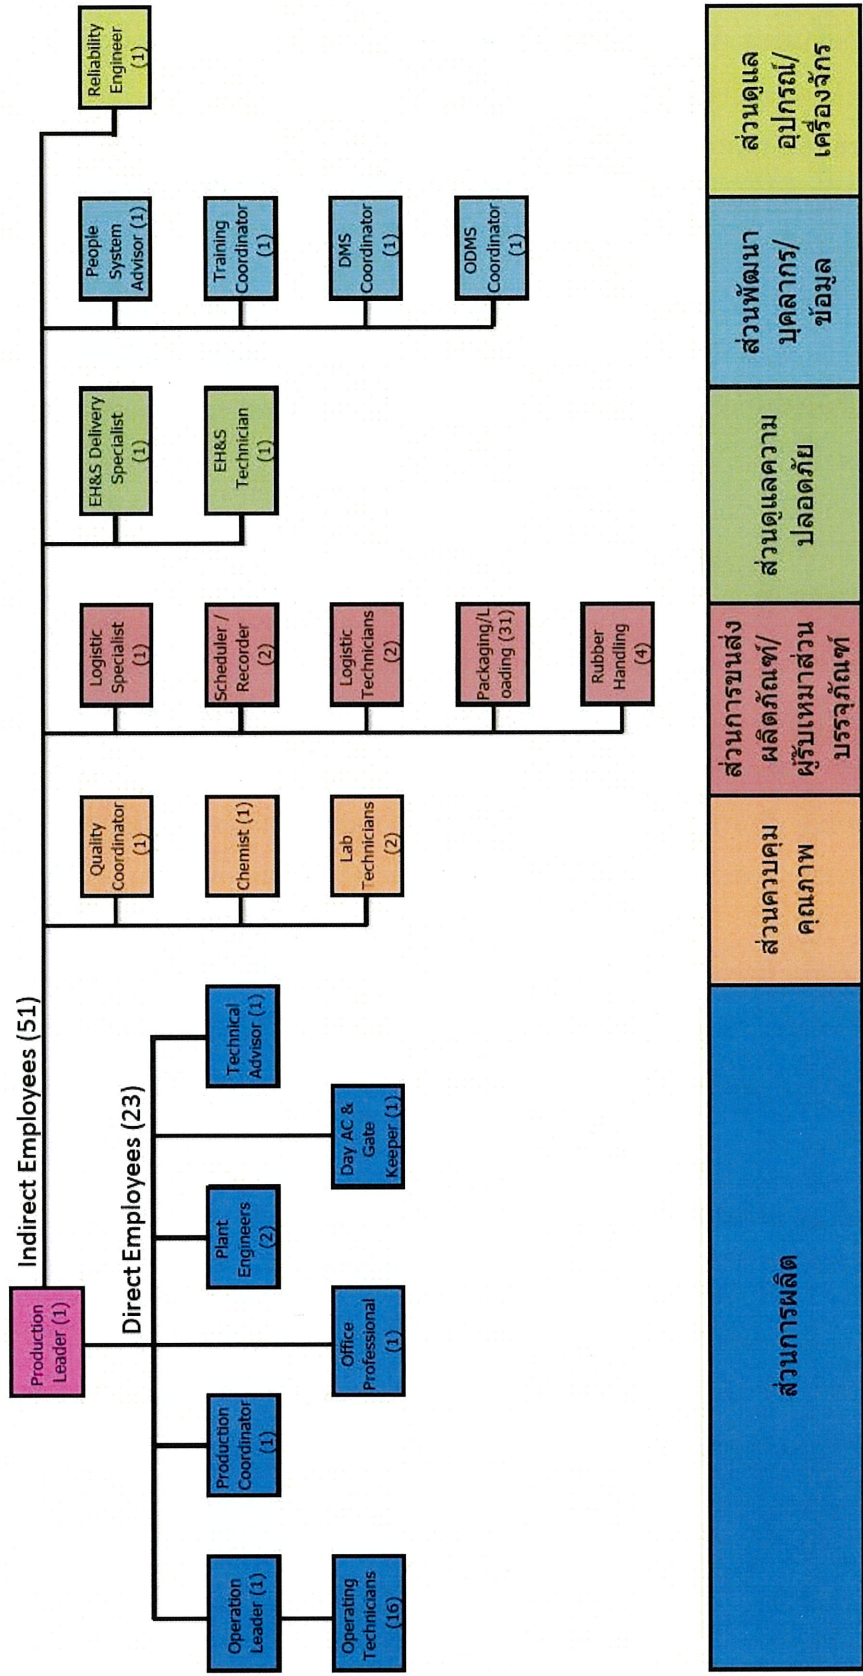 Indirect Employees (51)
Production
Leader (1)
Direct Employees (23)
Operation
Leader (1)
Operating
Technicians
(16)
Production
Coordinator
(1)
Office
Professional
(1)
Plant
Engineers
(2)
Day AC &
Gate
Keeper (1)
Technical
Advisor (1)
Quality
Coordinator
(1)
Chemist (1)
Lab
Technicians
(2)
Logistic
Specialist
(1)
Scheduler /
Recorder
(2)
Logistic
Technicians
(2)
Packaging/L
oading (31)
Rubber
Handling
(4)
EH&S Delivery
Specialist
(1)
EH&S
Technician
(1)
People
System
Advisor (1)
Training
Coordinator
(1)
DMS
Coordinator
(1)
ODMS
Coordinator
(1)
Reliability
Engineer
(1)
ส่วนการผลิต
ส่วนควบคุม
คุณภาพ
ส่วนการขนส่ง
ผลิตภัณฑ์/
ผู้รับเหมาส่วน
บรรจุภัณฑ์
ส่วนดูแลความ
ปลอดภัย
ส่วนพัฒนา
บุคลากร/
ข้อมูล
ส่วนดูแล
อุปกรณ์/
เครื่องจักร